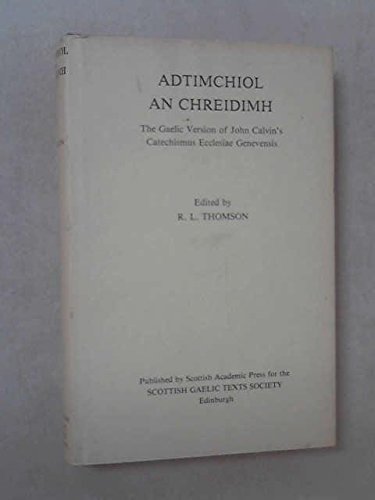 ADTIMCHIOL
AN CHREIDIMH
The Gaelic Version of John Calvin's
Catechismus Ecclesiae Genevensis
Edited by
R. L. THOMSON
Published by Scottish Academic Press for the
SCOTTISH GAELIC TEXTS SOCIETY
Edinburgh